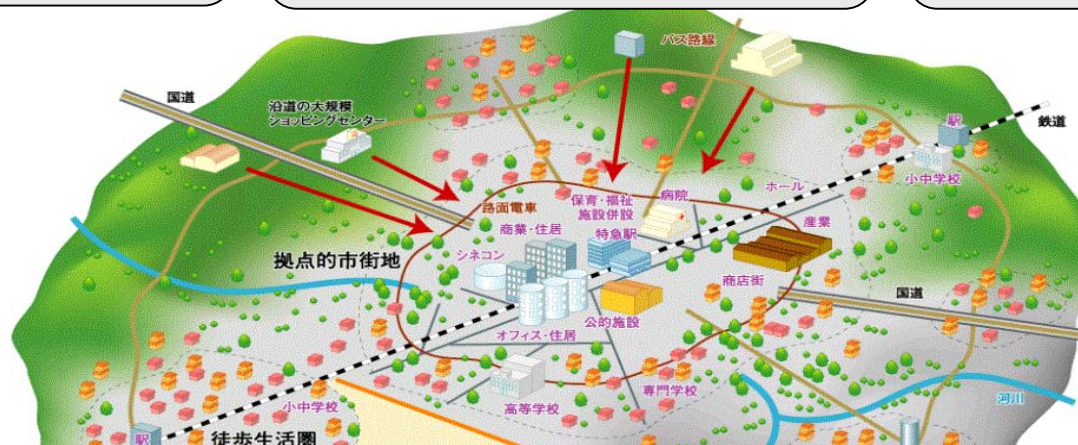 バス路線
国道
沿道の大規模
ショッピングセンター
鉄道
駅
小中学校
ホール
病院
保育・福祉
施設併設
路面電車
産業
特急駅
商業・住居
シネコン
拠点的市街地
商店街
国道
公的施設
オフィス・住居
専門学校
高等学校
河川
小中学校
駅
徒歩生活圏